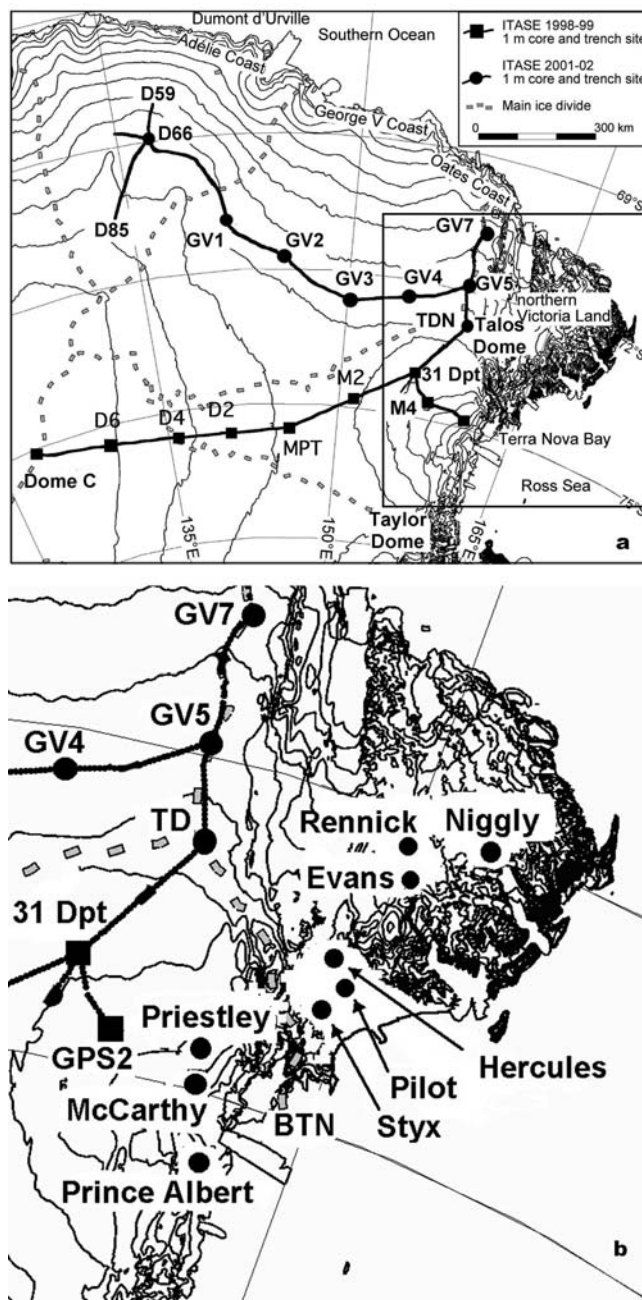 Dumont d'Urville
Southern Ocean
Adélie Coast
ITASE 1998-99
1 m core and trench site
ITASE 2001-02
1 m core and trench site
Main ice divide
0
300 km
D59
D66
George V Coast
Oates Coast
69°S
D85
GV1
GV2
GV7
GV3
GV4
GV5
northern
Victoria Land
TDN
Talos
Dome
72°S
M2
31 Dpt
D6
D4
D2
M4
MPT
Terra Nova Bay
Dome C
Ross Sea
135°E
150°E
Taylor
Dome
165°E
75°S
a
GV7
GV5
GV4
TD
Rennick
Niggly
Evans
31 Dpt
Priestley
Hercules
GPS2
Pilot
McCarthy
BTN
Styx
Prince Albert
b